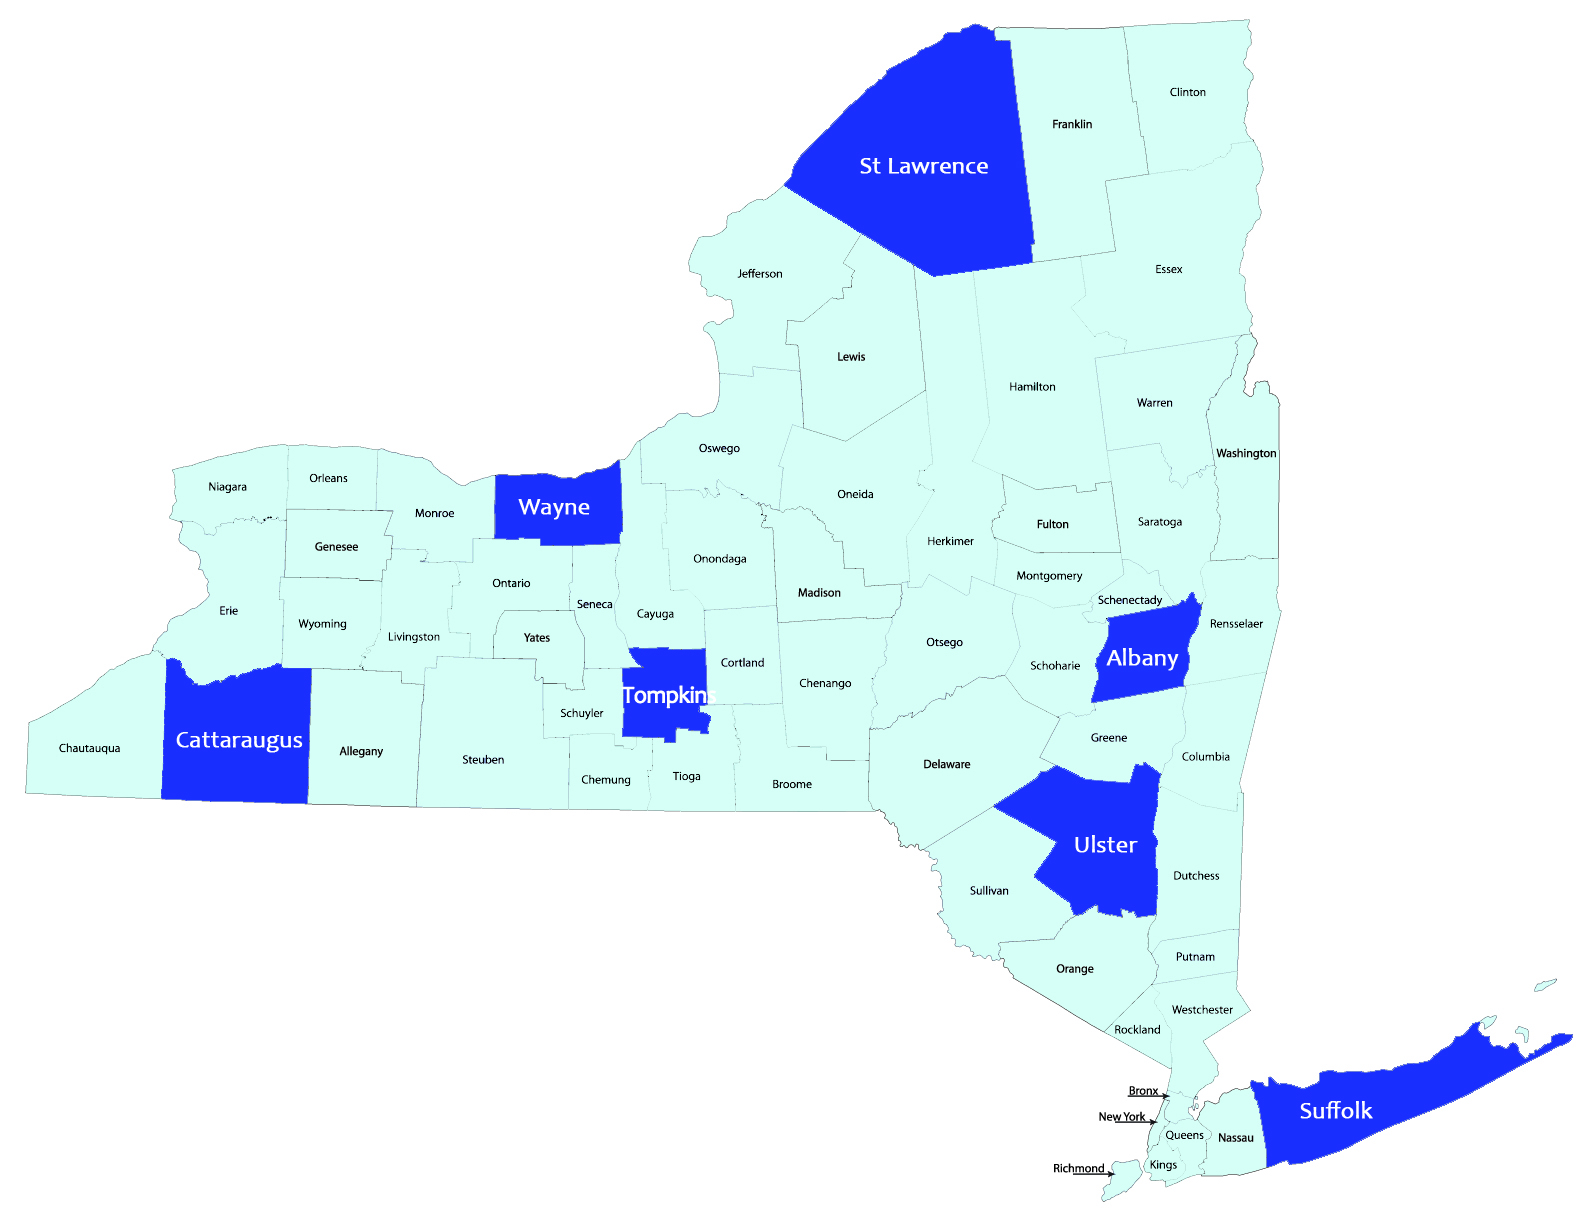 Clinton
Franklin
St Lawrence
Essex
Jefferson
Lewis
Hamilton
Warren
Oswego
Washington
Orleans
Niagara
Oneida
Wayne
Monroe
Saratoga
Fulton
Herkimer
Genesee
Onondaga
Montgomery
Ontario
Madison
Schenectady
Seneca
Erie
Cayuga
Wyoming
Rensselaer
Livingston
Yates
Otsego
Albany
Cortland
Schoharie
Chenango
Tompkins
Schuyler
Greene
Cattaraugus
Chautauqua
Allegany
Columbia
Steuben
Delaware
Tioga
Chemung
Broome
Ulster
Dutchess
Sullivan
Putnam
Orange
Westchester
Rockland
Bronx
Suffolk
New York
Queens
Nassau
Kings
Richmond